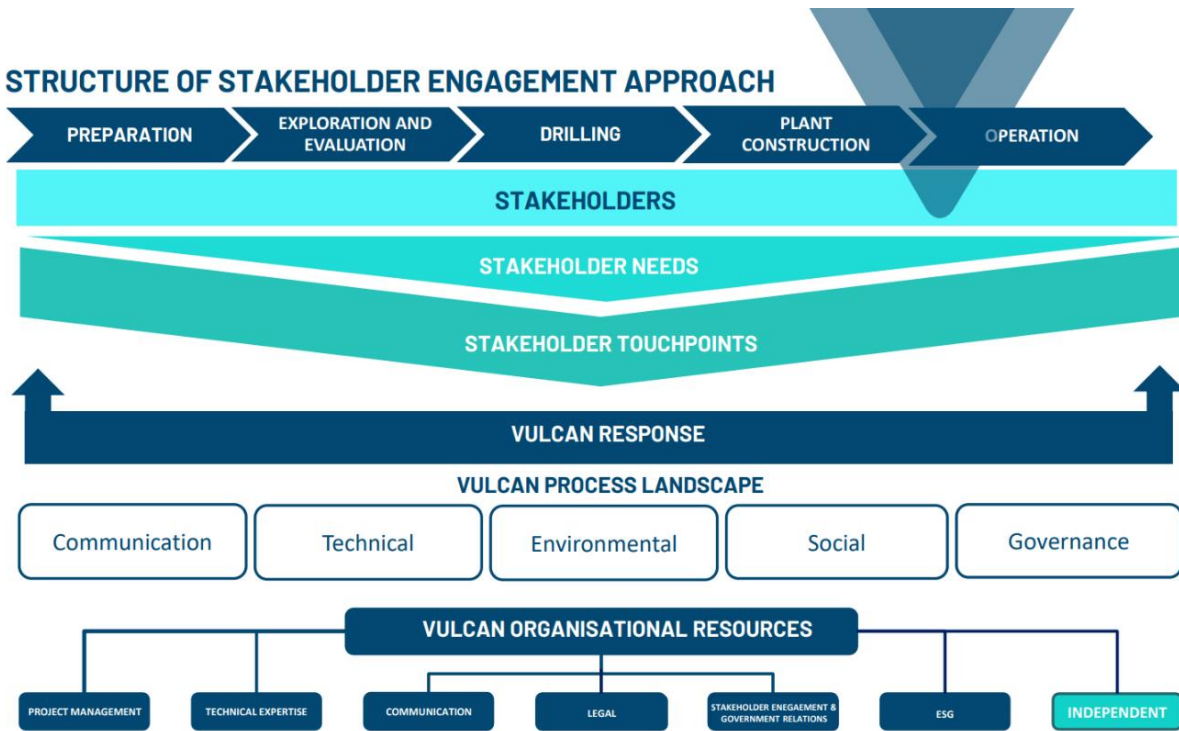 STRUCTURE OF STAKEHOLDER ENGAGEMENT APPROACH
PREPARATION
EXPLORATION AND
EVALUATION
DRILLING
PLANT
CONSTRUCTION
OPERATION
STAKEHOLDERS
STAKEHOLDER NEEDS
STAKEHOLDER TOUCHPOINTS
VULCAN RESPONSE
VULCAN PROCESS LANDSCAPE
Communication
Technical
Environmental
Social
Governance
VULCAN ORGANISATIONAL RESOURCES
PROJECT MANAGEMENT
TECHNICAL EXPERTISE
COMMUNICATION
LEGAL
STAKEHOLDER ENEGAEMENT &
GOVERNMENT RELATIONS
ESG
INDEPENDENT